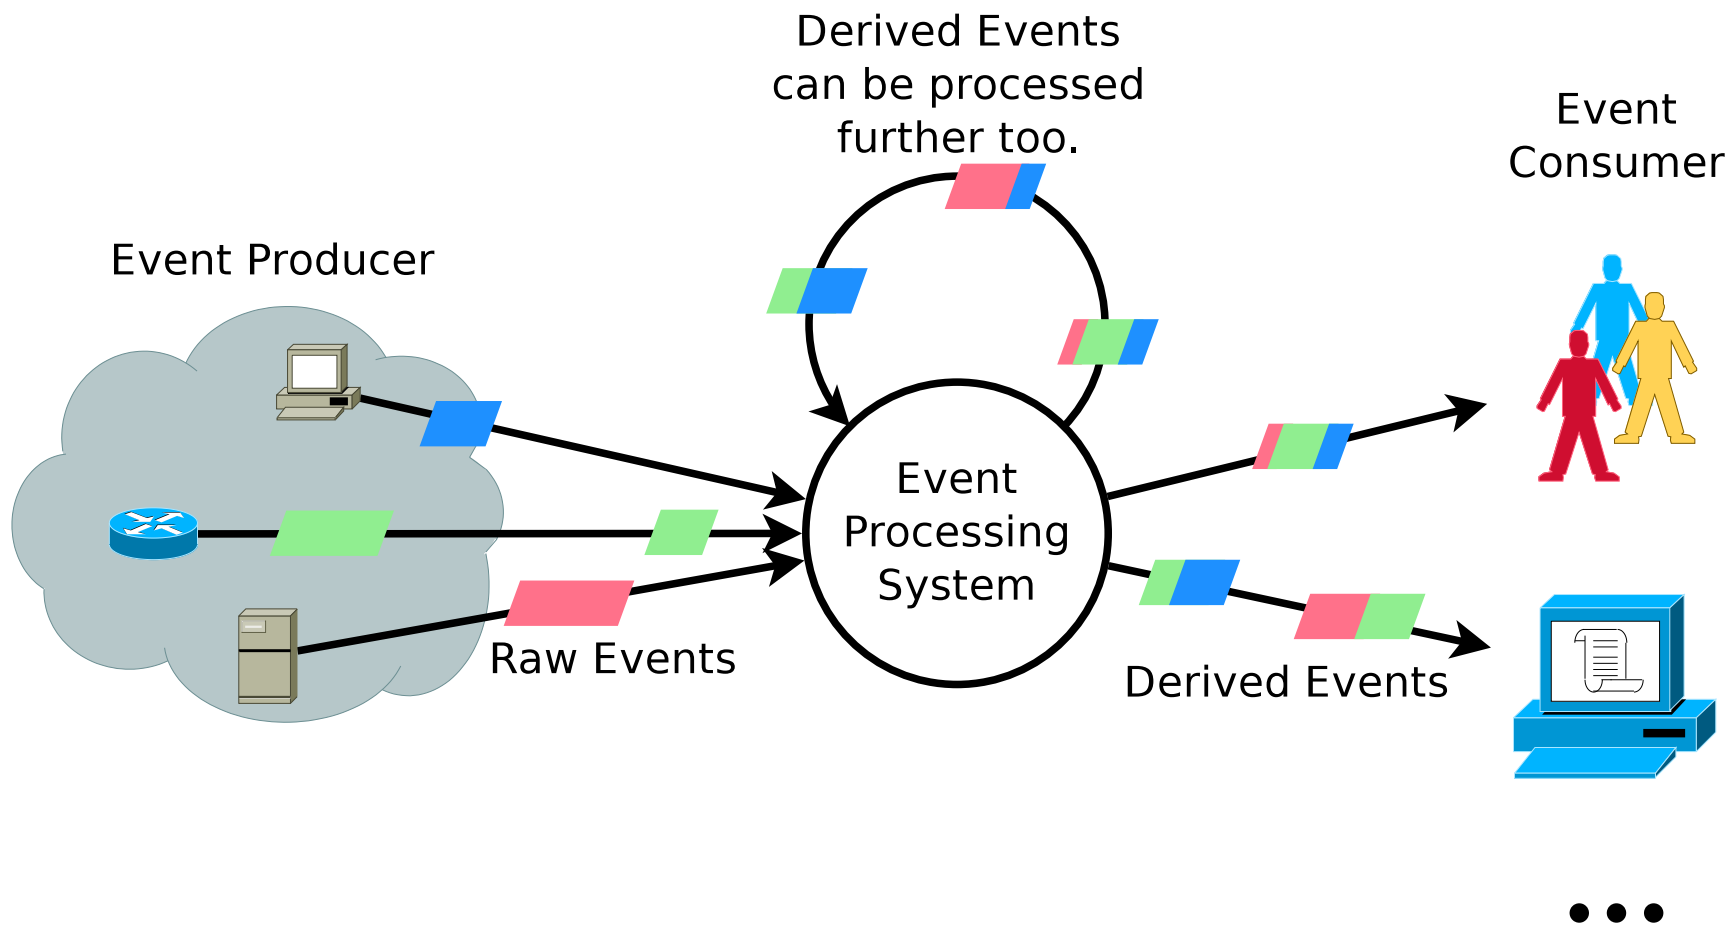 Derived Events
can be processed
further too.
Event
Consumer
Event Producer
Event
Processing
System
Raw Events
Derived Events
...